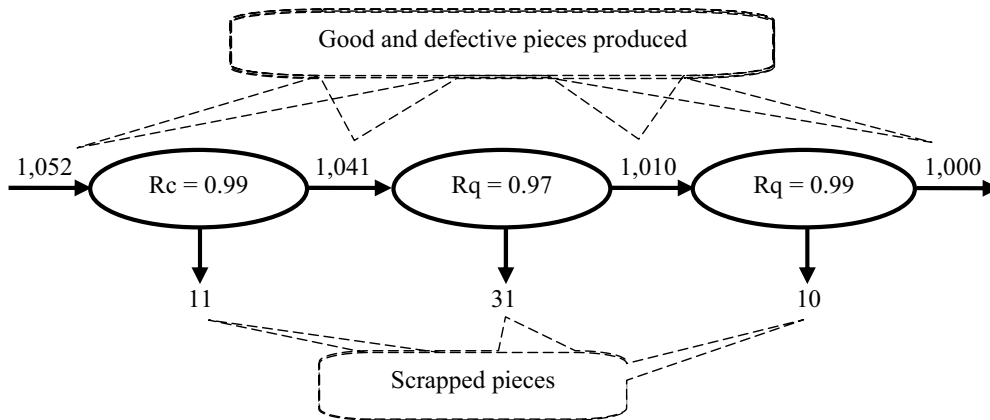 Good and defective pieces produced
1,052
Rc = 0.99
1,041
Rq = 0.97
1,010
Rq = 0.99
1,000
11
31
10
Scrapped pieces